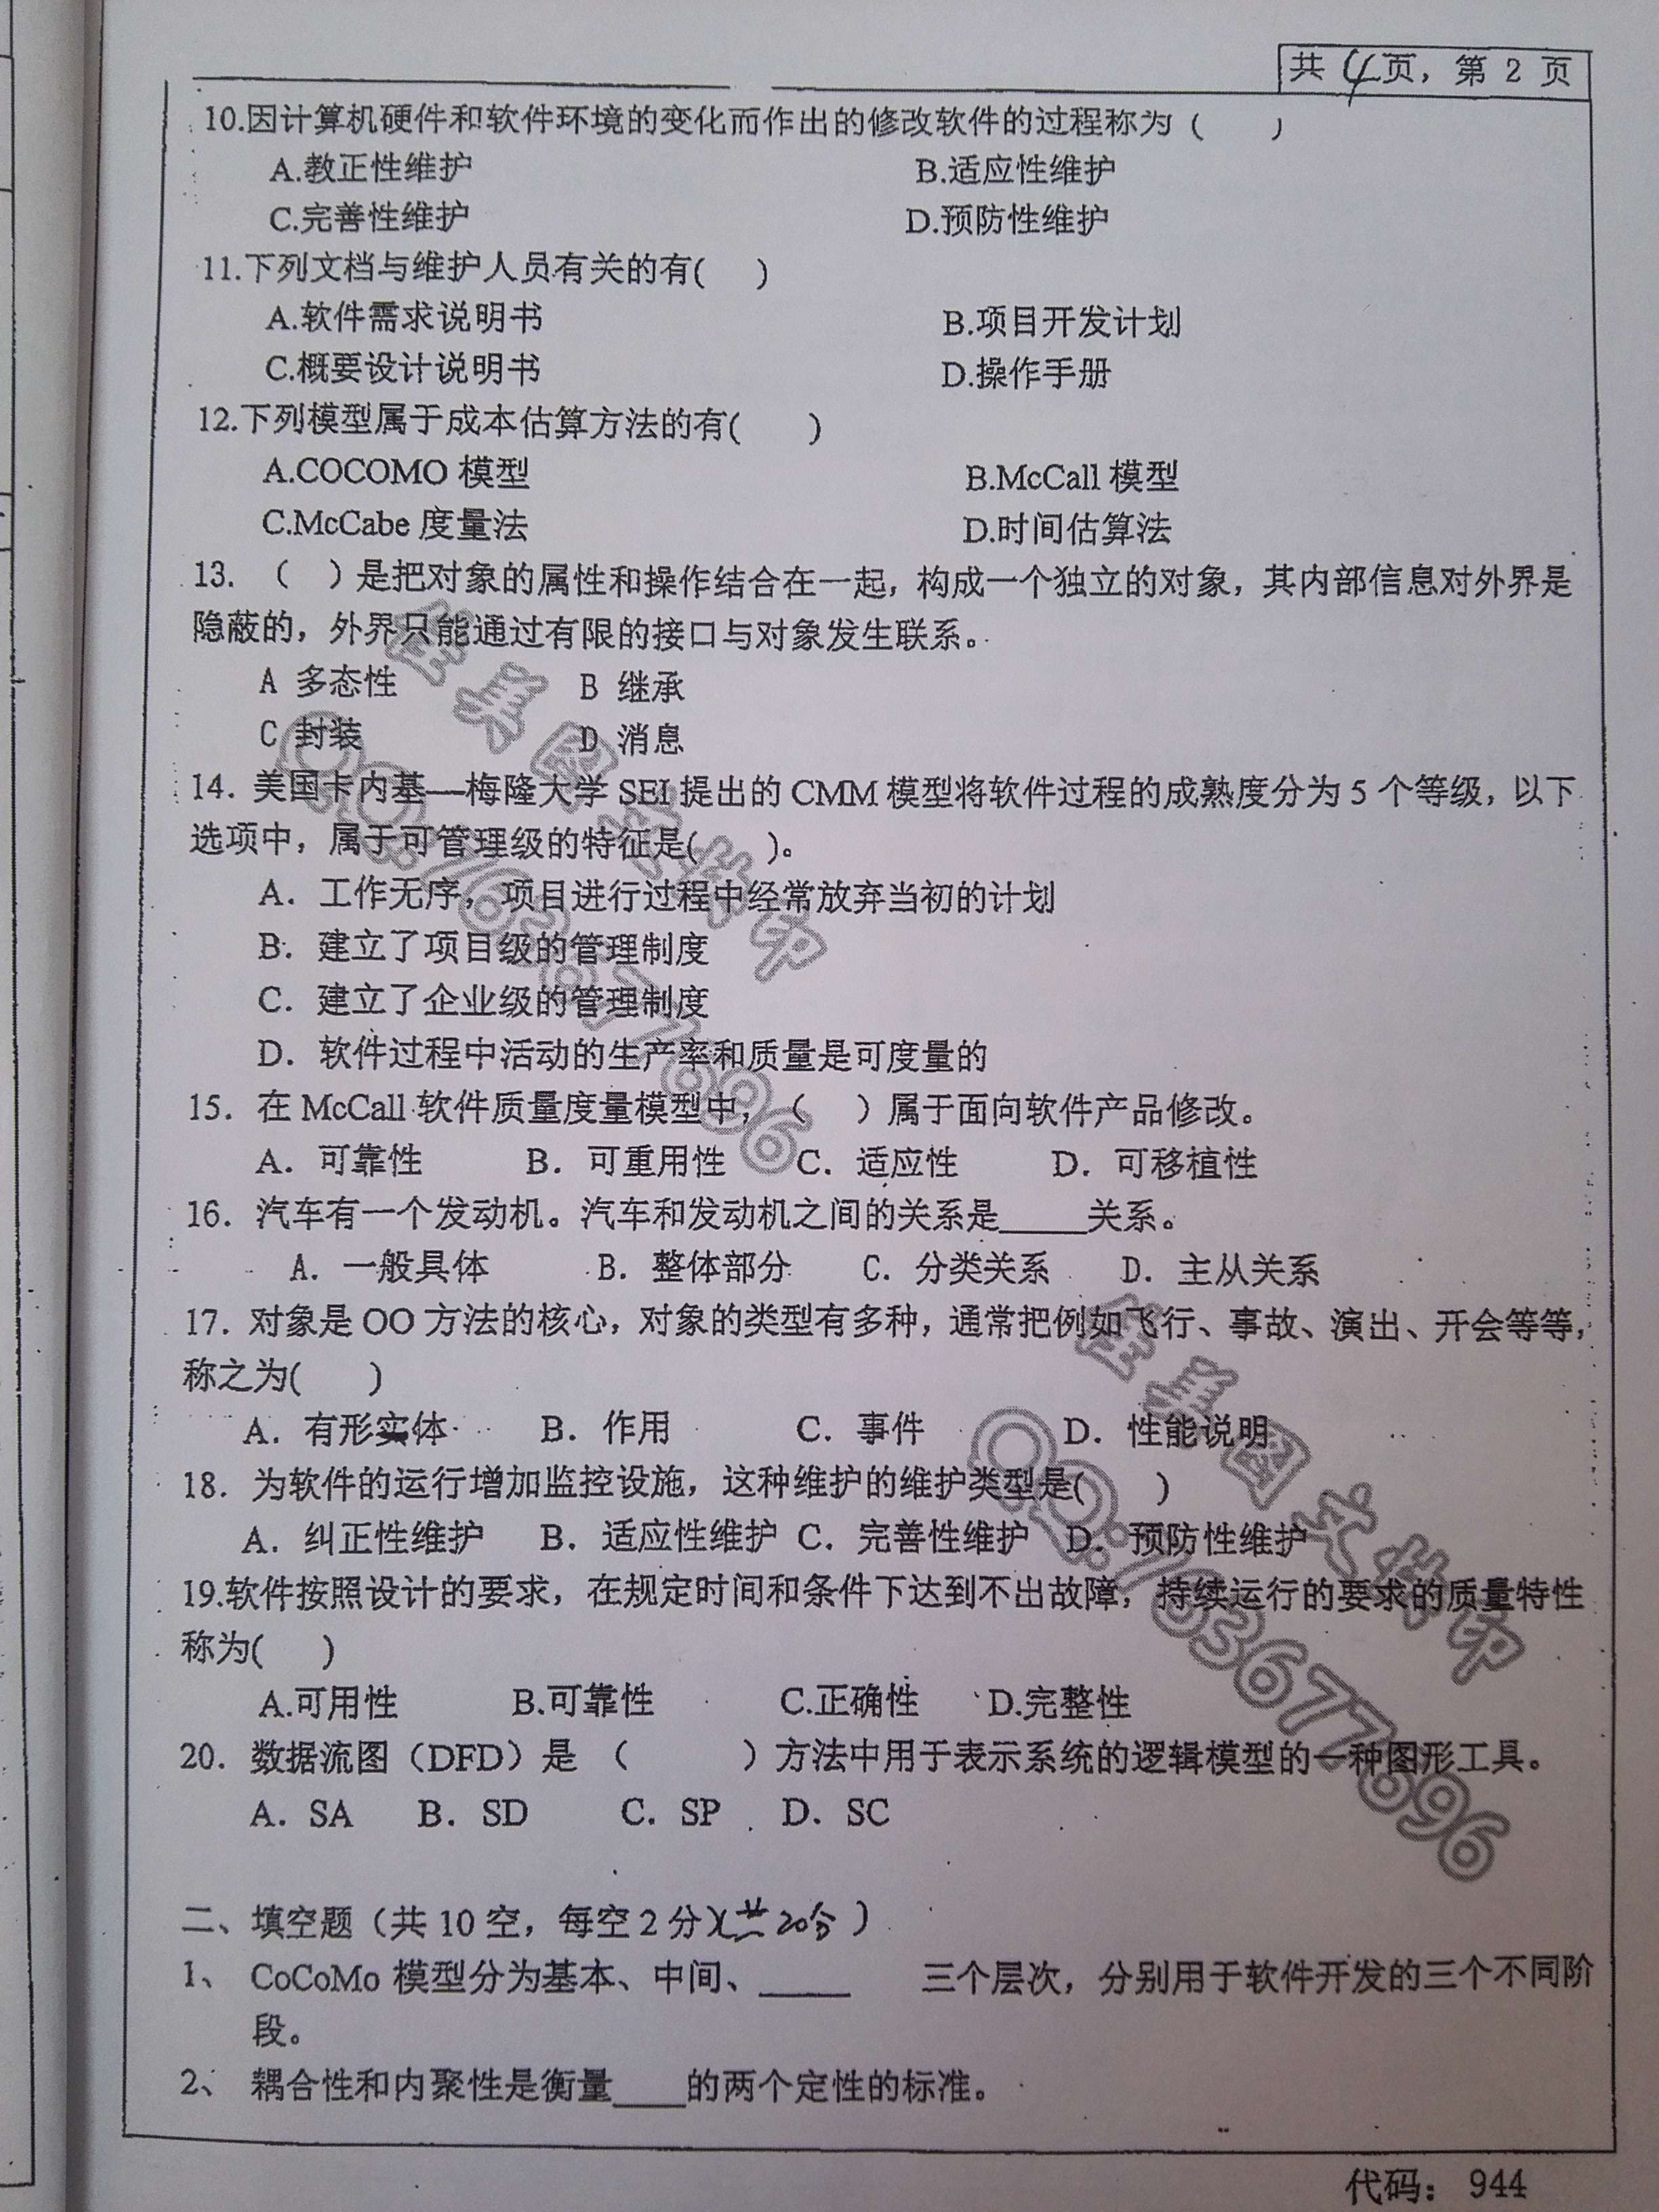 共4页，第 2 页
10.因计算机硬件和软件环境的变化而作出的修改软件的过程称为（ ）
A.教正性维护 B.适应性维护
C.完善性维护 D.预防性维护
11.下列文档与维护人员有关的有( )
A.软件需求说明书 B.项目开发计划
C.概要设计说明书 D.操作手册
12.下列模型属于成本估算方法的有( )
A.COCOMO 模型 B.McCall 模型
C.McCabe 度量法 D.时间估算法
13. （ ）是把对象的属性和操作结合在一起，构成一个独立的对象，其内部信息对外界是
隐蔽的，外界只能通过有限的接口与对象发生联系。
A 多态性 B 继承
C 封装 D 消息
14. 美国卡内基—梅隆大学 SEI 提出的 CMM 模型将软件过程的成熟度分为 5 个等级，以下
选项中，属于可管理级的特征是( )。
A. 工作无序，项目进行过程中经常放弃当初的计划
B. 建立了项目级的管理制度
C. 建立了企业级的管理制度
D. 软件过程中活动的生产率和质量是可度量的
15. 在 McCall 软件质量度量模型中，（ ）属于面向软件产品修改。
A. 可靠性 B. 可重用性 C. 适应性 D. 可移植性
16. 汽车有一个发动机。汽车和发动机之间的关系是_____关系。
A. 一般具体 B. 整体部分 C. 分类关系 D. 主从关系
17. 对象是 OO 方法的核心，对象的类型有多种，通常把例如飞行、事故、演出、开会等等，
称之为( )
A. 有形实体 B. 作用 C. 事件 D. 性能说明
18. 为软件的运行增加监控设施，这种维护的维护类型是( )
A. 纠正性维护 B. 适应性维护 C. 完善性维护 D. 预防性维护
19.软件按照设计的要求，在规定时间和条件下达到不出故障，持续运行的要求的质量特性
称为( )
A.可用性 B.可靠性 C.正确性 D.完整性
20. 数据流图（DFD）是 （ ）方法中用于表示系统的逻辑模型的一种图形工具。
A. SA B. SD C. SP D. SC
二、填空题（共 10 空，每空 2 分）(共20分）
1、 CoCoMo 模型分为基本、中间、_____ 三个层次，分别用于软件开发的三个不同阶
段。
2、 耦合性和内聚性是衡量____的两个定性的标准。
代码： 944